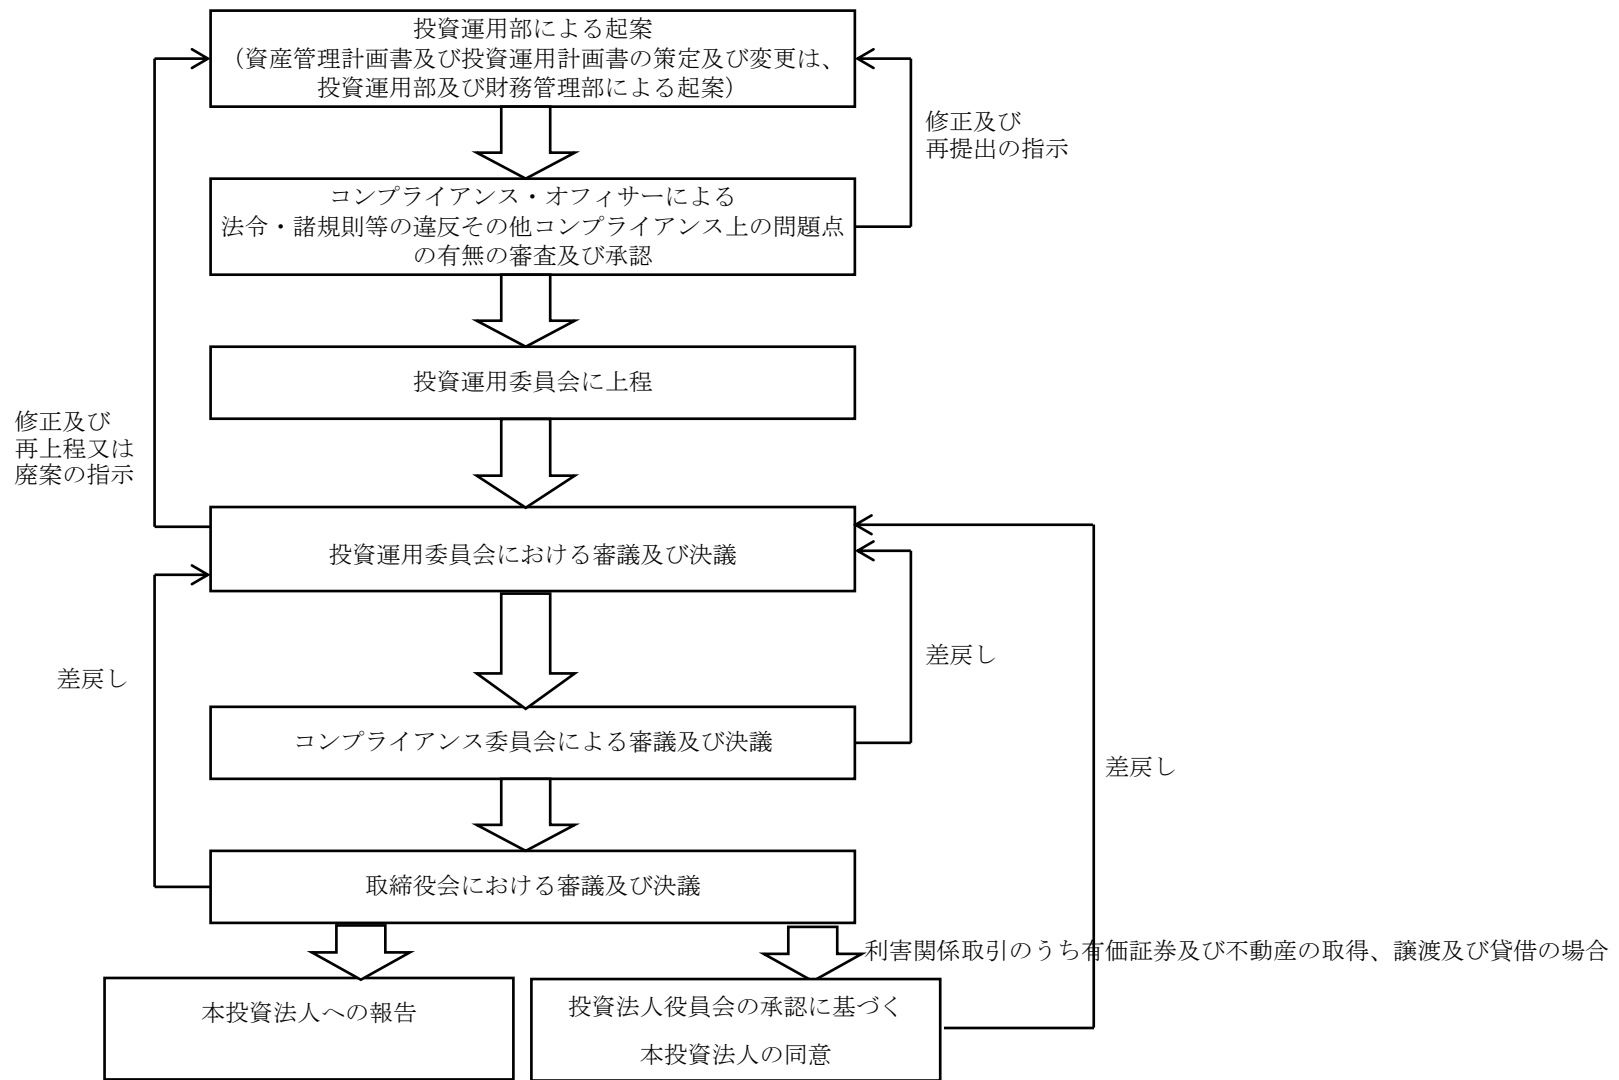 投資運用部による起案
（資産管理計画書及び投資運用計画書の策定及び変更は、
投資運用部及び財務管理部による起案）
修正及び
再提出の指示
コンプライアンス・オフィサーによる
法令・諸規則等の違反その他コンプライアンス上の問題点
の有無の審査及び承認
投資運用委員会に上程
修正及び
再上程又は
廃案の指示
投資運用委員会における審議及び決議
差戻し
差戻し
コンプライアンス委員会による審議及び決議
差戻し
取締役会における審議及び決議
利害関係取引のうち有価証券及び不動産の取得、譲渡及び貸借の場合
本投資法人への報告
投資法人役員会の承認に基づく
本投資法人の同意